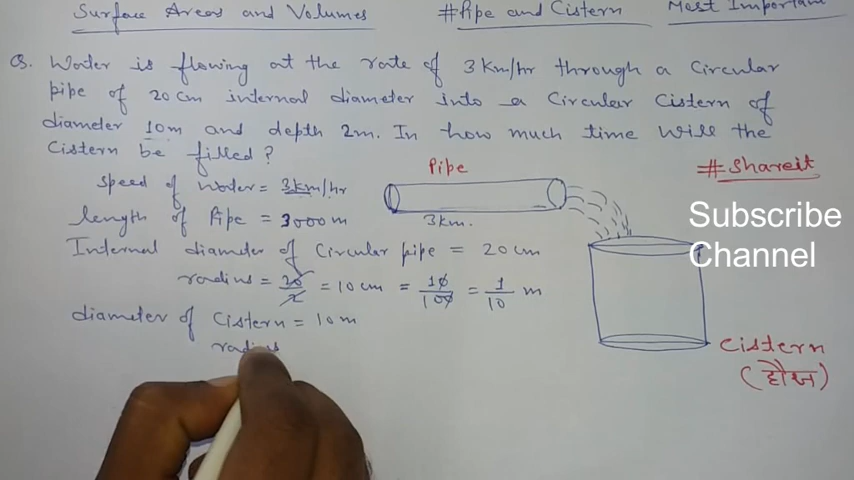 Surface Areas and Volumes #Pipe and Cistern Most Important
Q. Water is flowing at the rate of 3 km/hr through a Circular
pipe of 20 cm internal diameter into a Circular Cistern of
diameter 10m and depth 2m. In how much time will the
Cistern be filled?
#Shareit
Pipe
speed of water = 3km/hr
3km.
length of Pipe = 3000 m
Subscribe
Channel
Internal diameter of Circular pipe = 20 cm
radius = 20/2 = 10 cm = 10/100 = 1/10 m
diameter of Cistern = 10 m
radius
Cistern
(हौज)